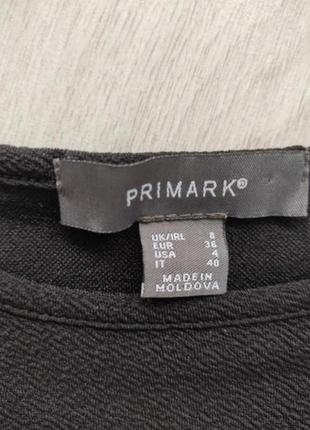 PRIMARK®
UK/IRL 8
EUR 36
USA 4
IT 40
MADE IN
MOLDOVA